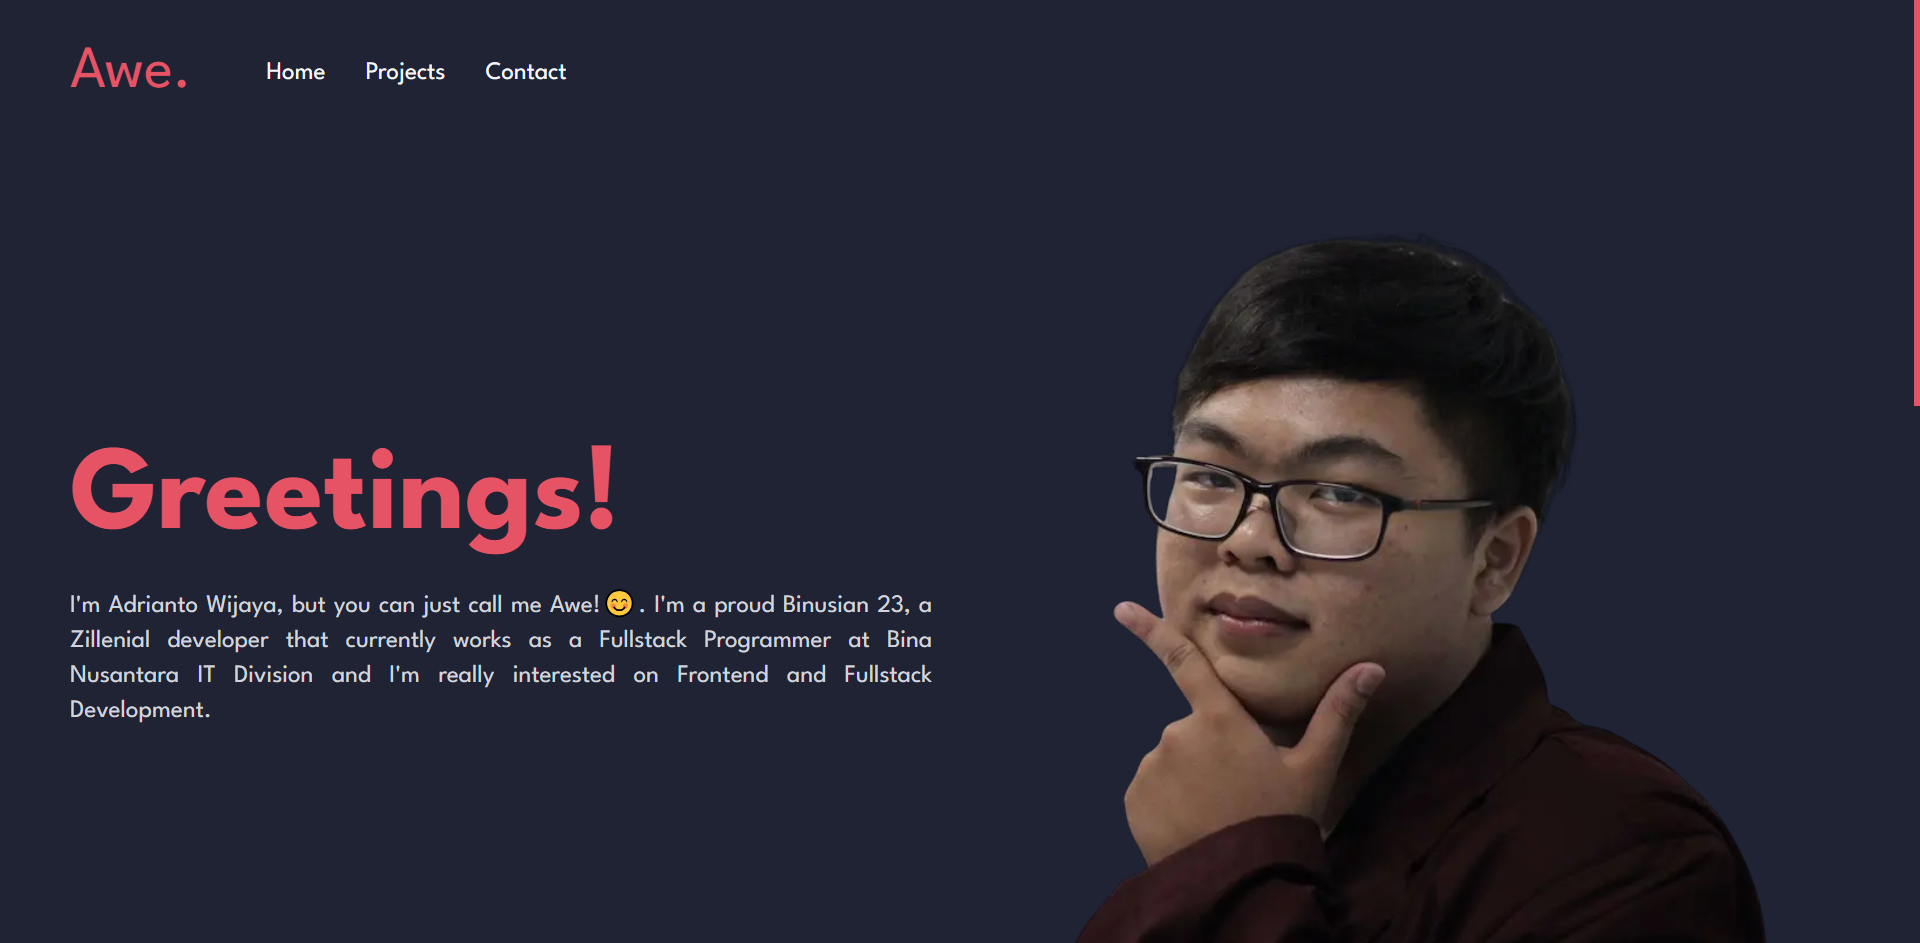 Awe.
Home Projects Contact
Greetings!
I'm Adrianto Wijaya, but you can just call me Awe! 😊 . I'm a proud Binusian 23, a
Zillenial developer that currently works as a Fullstack Programmer at Bina
Nusantara IT Division and I'm really interested on Frontend and Fullstack
Development.